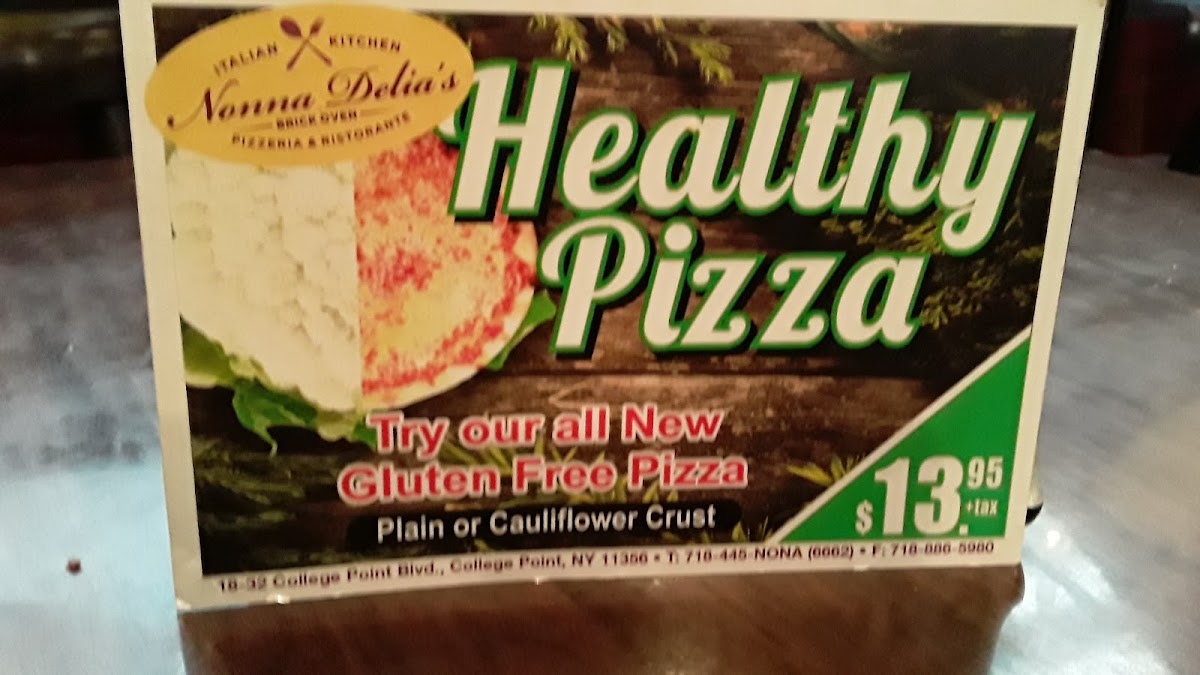 ITALIAN KITCHEN
Nonna Delia's
BRICK OVEN
PIZZERIA & RISTORANTE
Healthy
Pizza
Try our all New
Gluten Free Pizza
Plain or Cauliflower Crust
$13.95
+tax
18-32 College Point Blvd., College Point, NY 11356 • T: 718-445-NONA (6662) • F: 718-886-5980